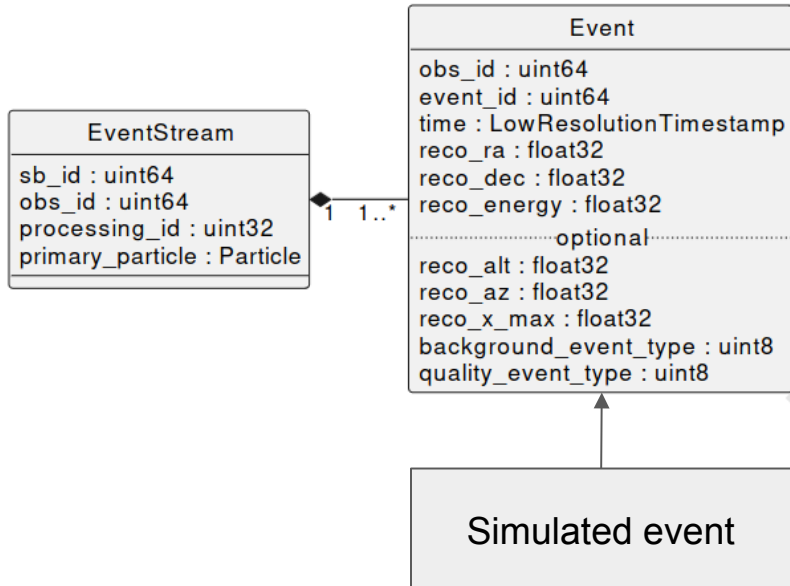 EventStream
sb_id : uint64
obs_id : uint64
processing_id : uint32
primary_particle : Particle
1 1..*
Event
obs_id : uint64
event_id : uint64
time : LowResolutionTimestamp
reco_ra : float32
reco_dec : float32
reco_energy : float32
optional
reco_alt : float32
reco_az : float32
reco_x_max : float32
background_event_type : uint8
quality_event_type : uint8
Simulated event